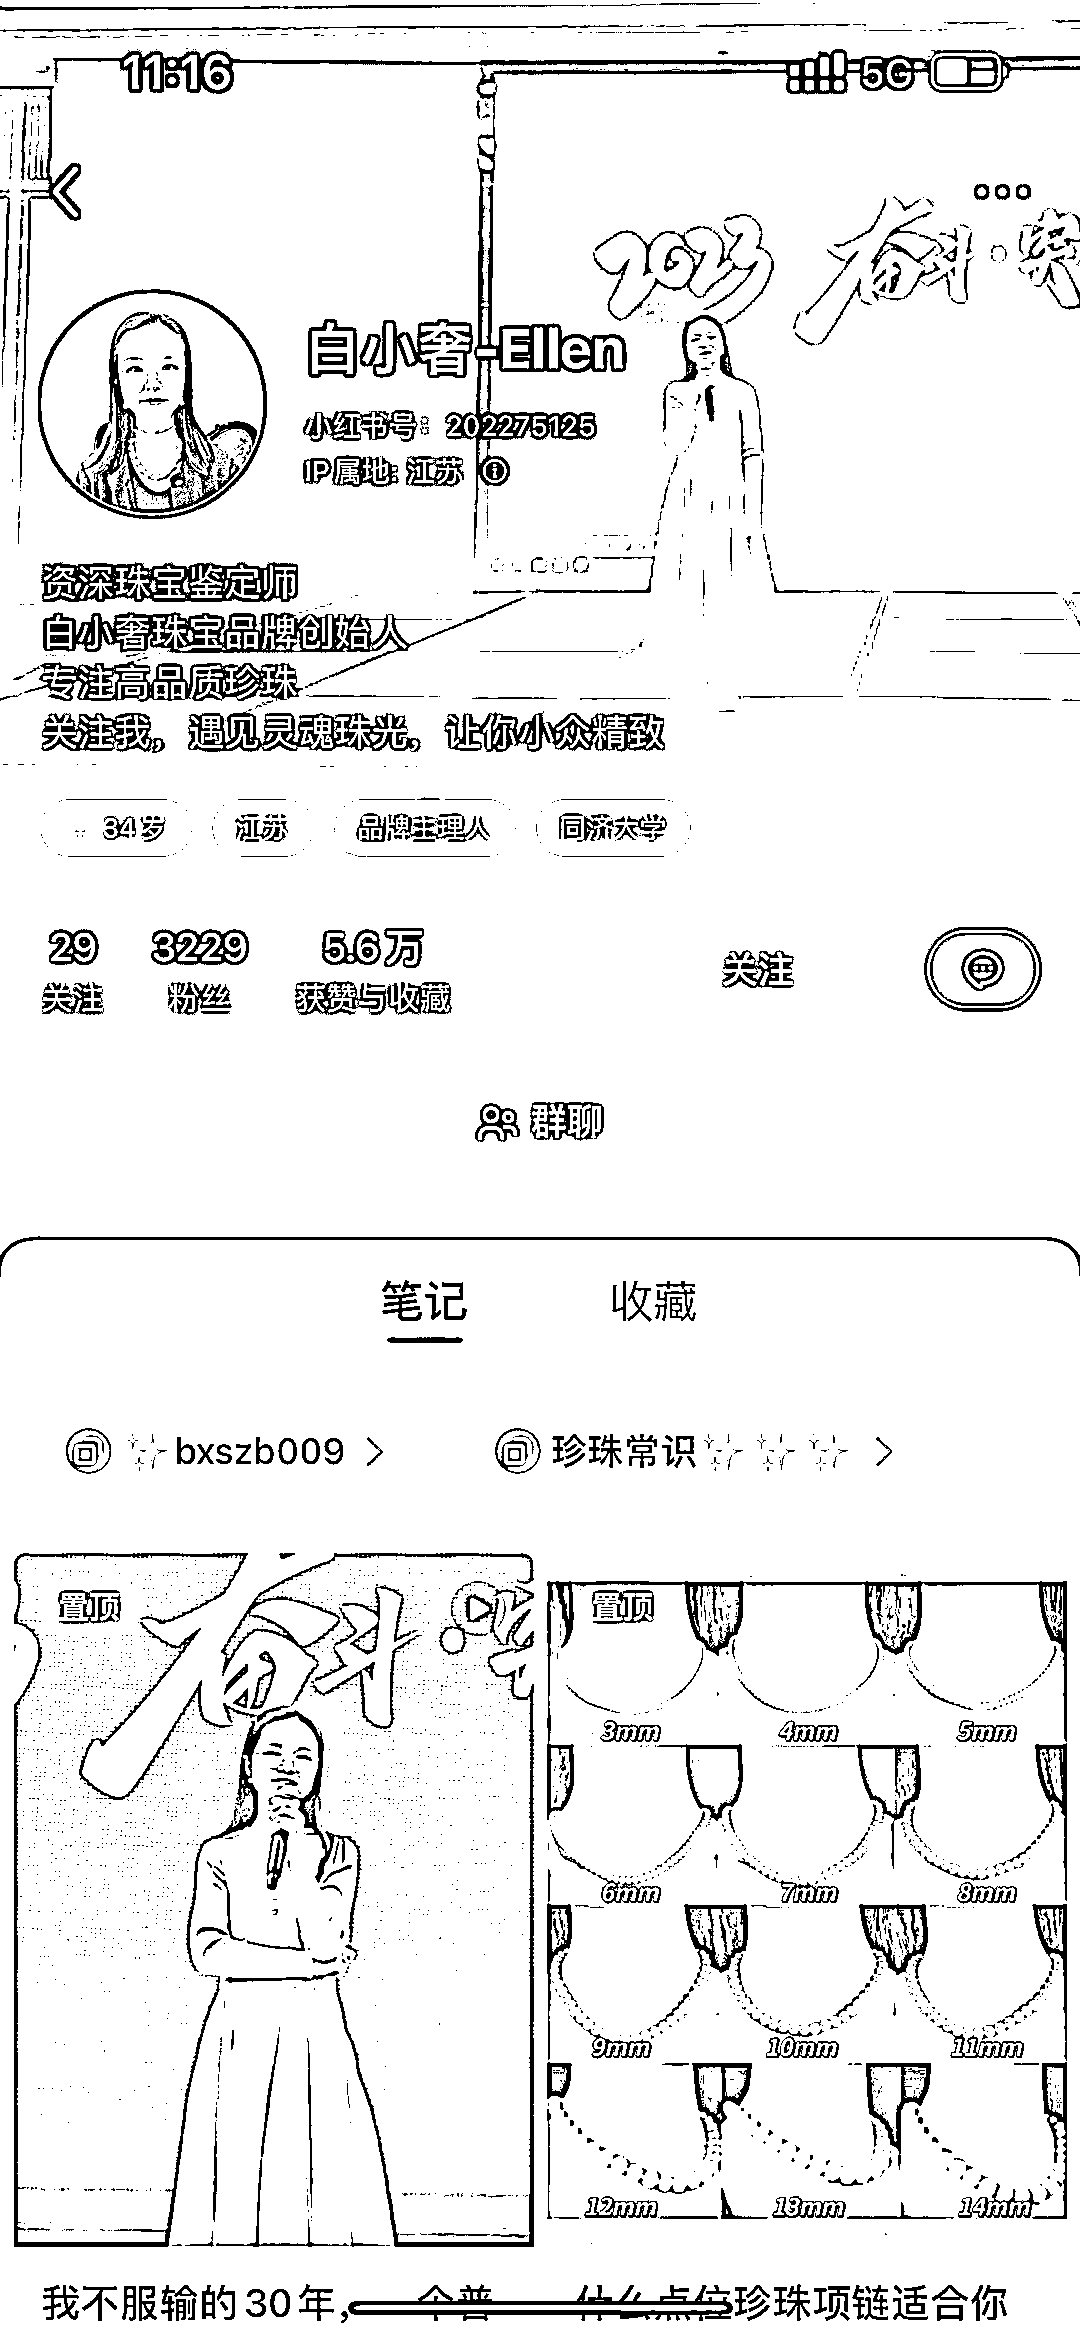 11:16 5G
2023 奋斗·突
白小奢-Ellen
小红书号: 202275125
IP属地: 江苏
资深珠宝鉴定师
白小奢珠宝品牌创始人
专注高品质珍珠
关注我，遇见灵魂珠光，让你小众精致
34岁 江苏 品牌主理人 同济大学
29 3229 5.6万
关注 粉丝 获赞与收藏
关注
群聊
笔记 收藏
bxszb009 珍珠常识
置顶 奋斗·
置顶
3mm 4mm 5mm
6mm 7mm 8mm
9mm 10mm 11mm
12mm 13mm 14mm
我不服输的30年, 个普
什么点位珍珠项链适合你